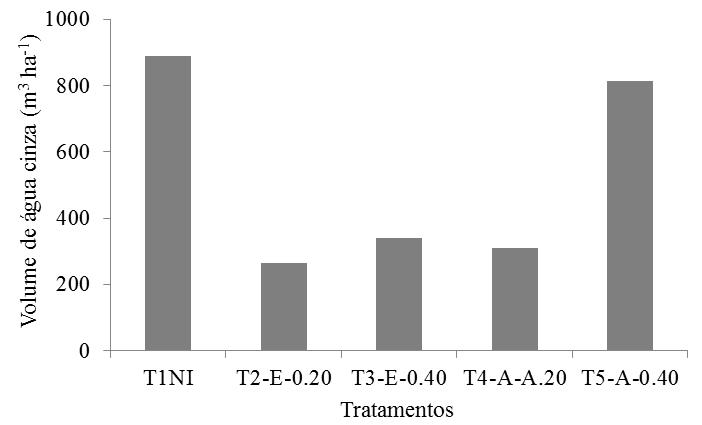 1000
800
600
400
200
0
Volume de água cinza (m³ ha⁻¹)
T1NI T2-E-0.20 T3-E-0.40 T4-A-A.20 T5-A-0.40
Tratamentos